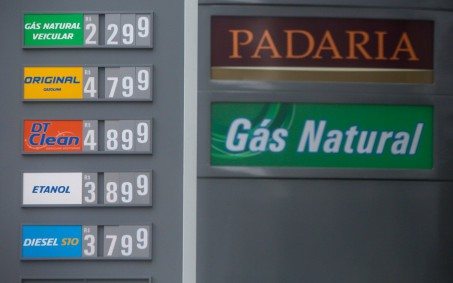 GÁS NATURAL
VEICULAR
R$ 2 299
ORIGINAL
GASOLINA
R$ 4 799
DT
Clean
R$ 4 899
ETANOL
R$ 3 899
DIESEL S10
R$ 3 799
PADARIA
Gás Natural